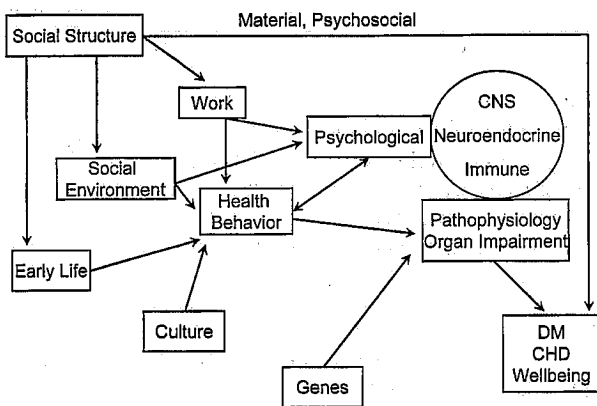 Material, Psychosocial
Social Structure
Work
CNS
Neuroendocrine
Immune
Psychological
Social
Environment
Health
Behavior
Pathophysiology
Organ Impairment
Early Life
Culture
DM
CHD
Wellbeing
Genes